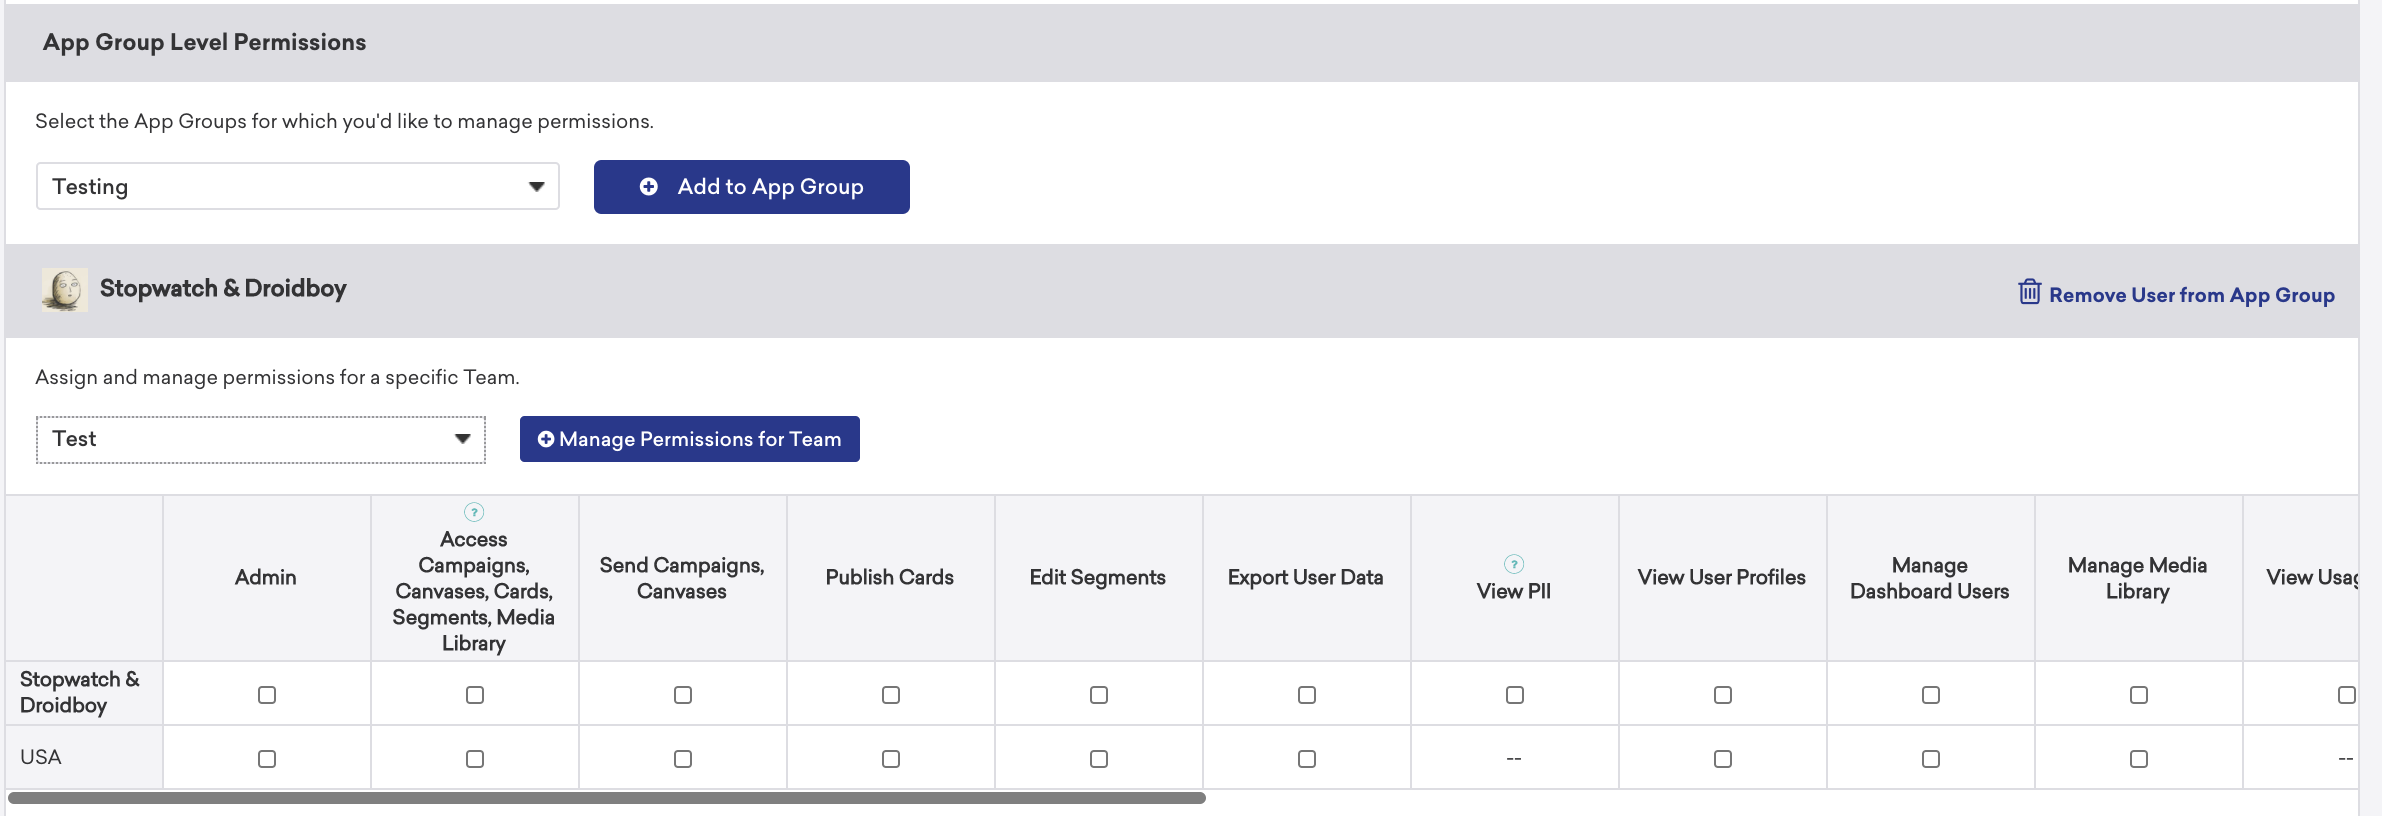 App Group Level Permissions
Select the App Groups for which you'd like to manage permissions.
Testing
Add to App Group
Stopwatch & Droidboy
Remove User from App Group
Assign and manage permissions for a specific Team.
Test
Manage Permissions for Team
Admin
?
Access
Campaigns,
Canvases, Cards,
Segments, Media
Library
Send Campaigns,
Canvases
Publish Cards
Edit Segments
Export User Data
?
View PII
View User Profiles
Manage
Dashboard Users
Manage Media
Library
View Usag
Stopwatch &
Droidboy
USA
--
--